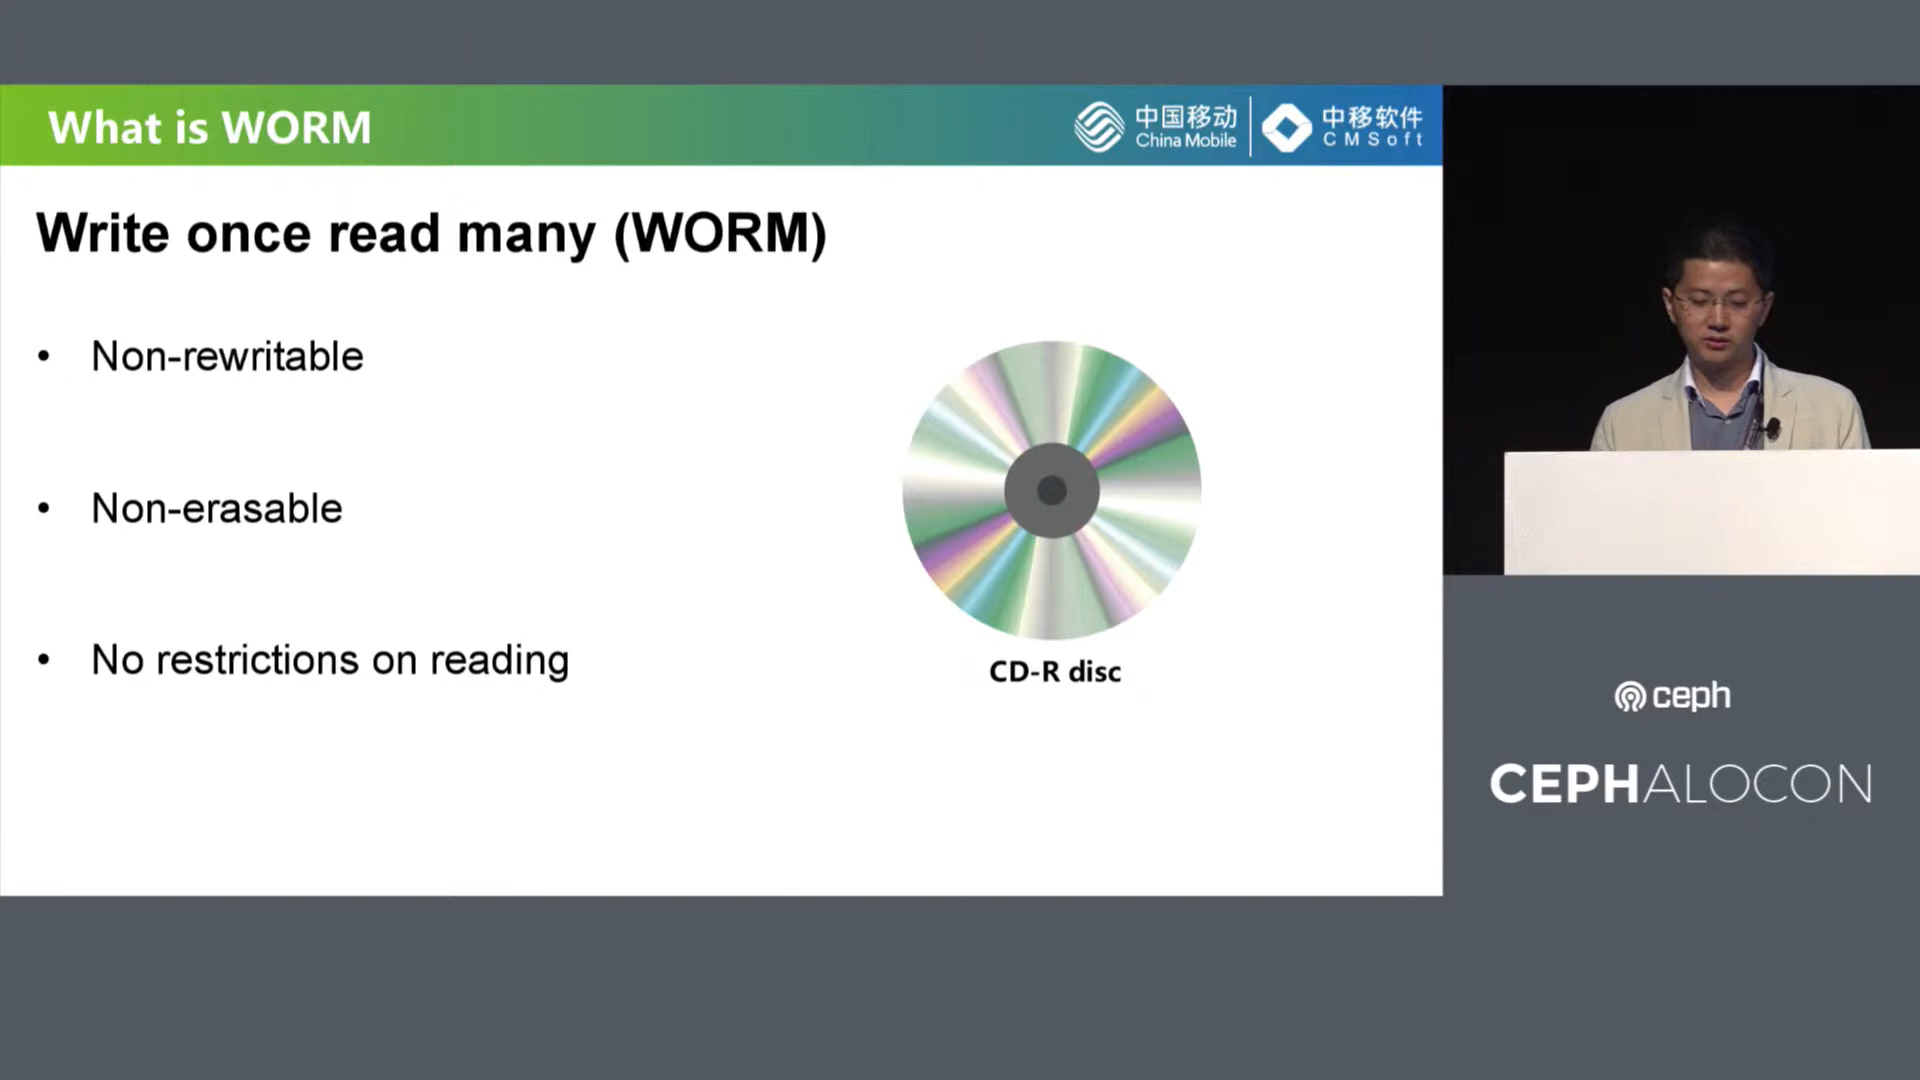 What is WORM
中国移动
China Mobile
中移软件
CMSoft
Write once read many (WORM)
• Non-rewritable
• Non-erasable
• No restrictions on reading
CD-R disc
ceph
CEPHALOCON